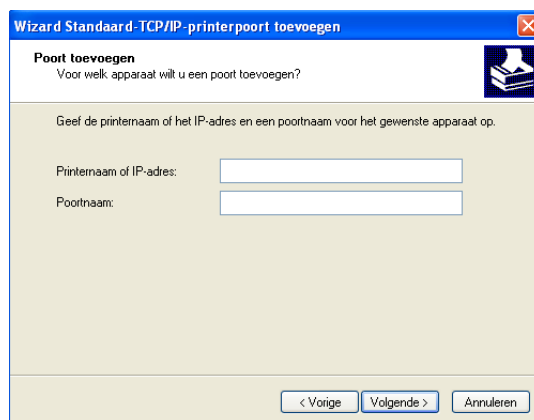 Wizard Standaard-TCP/IP-printerpoort toevoegen
Poort toevoegen
Voor welk apparaat wilt u een poort toevoegen?
Geef de printernaam of het IP-adres en een poortnaam voor het gewenste apparaat op.
Printernaam of IP-adres:
Poortnaam:
< Vorige
Volgende >
Annuleren